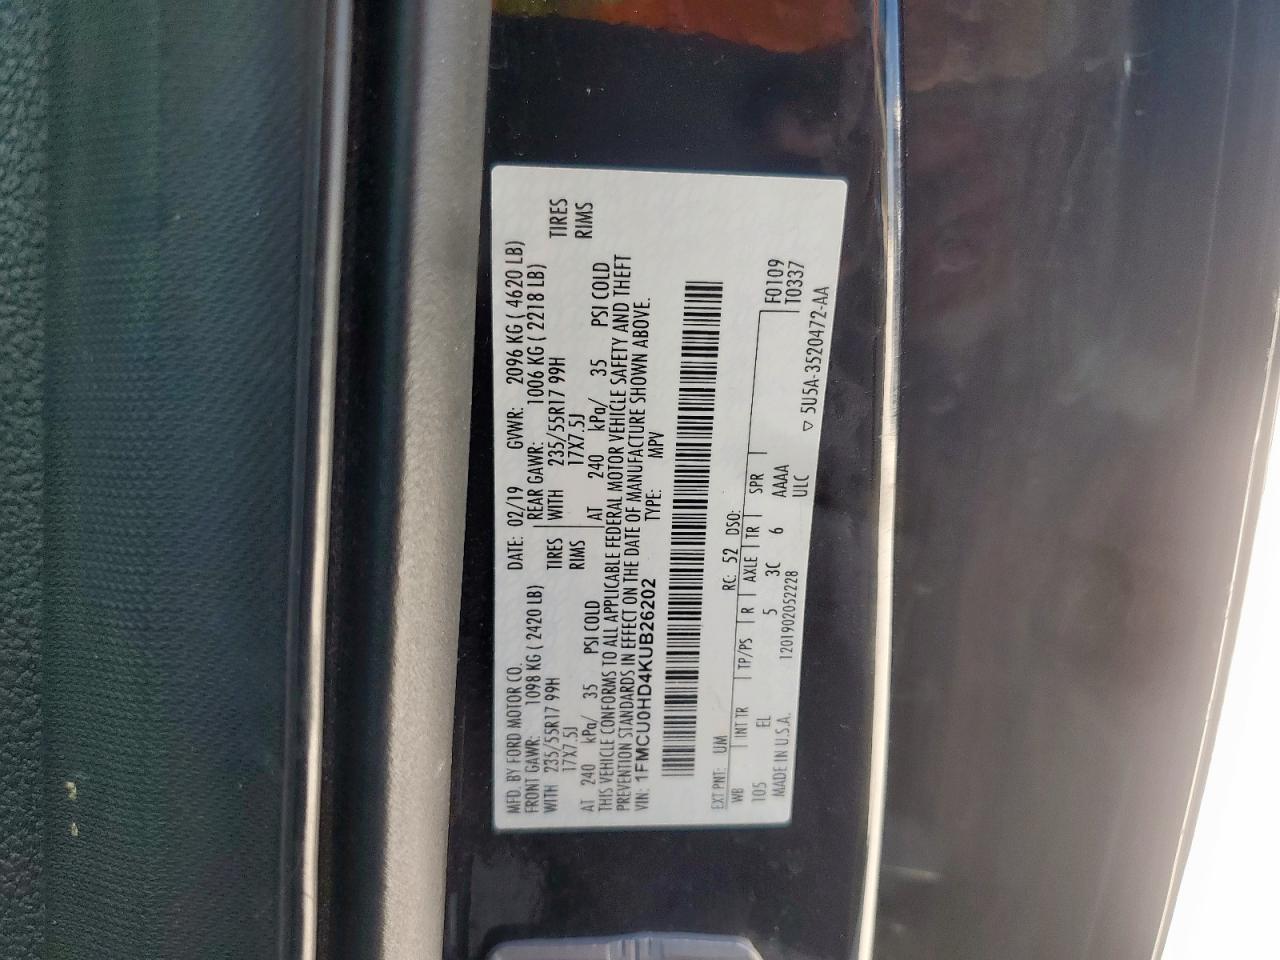 MFD. BY FORD MOTOR CO. DATE: 02/19 GVWR: 2096 KG ( 4620 LB)
FRONT GAWR: 1098 KG ( 2420 LB) REAR GAWR: 1006 KG ( 2218 LB)
WITH 235/55R17 99H TIRES WITH 235/55R17 99H TIRES
17X7.5J RIMS 17X7.5J RIMS
AT 240 kPa/ 35 PSI COLD AT 240 kPa/ 35 PSI COLD
THIS VEHICLE CONFORMS TO ALL APPLICABLE FEDERAL MOTOR VEHICLE SAFETY AND THEFT
PREVENTION STANDARDS IN EFFECT ON THE DATE OF MANUFACTURE SHOWN ABOVE.
VIN: 1FMCU0HD4KUB26202 TYPE: MPV
EXT PNT: UM RC: 52 DSO:
WB INT TR TP/PS R AXLE TR SPR
105 EL 5 3C 6 AAAA F0109
MADE IN U.S.A. 1201902052228 ULC T0337
▽ 5U5A-3520472-AA